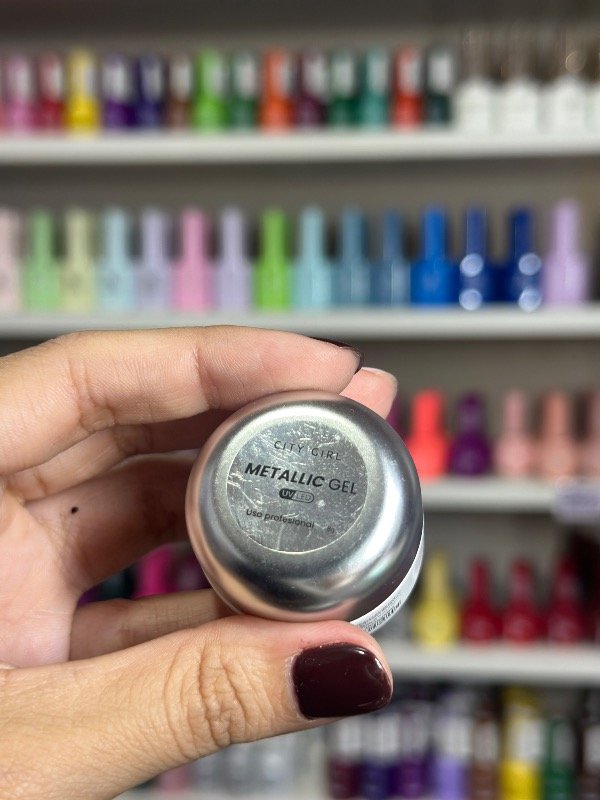 CITY GIRL
METALLIC GEL
UV LED
Uso profesional